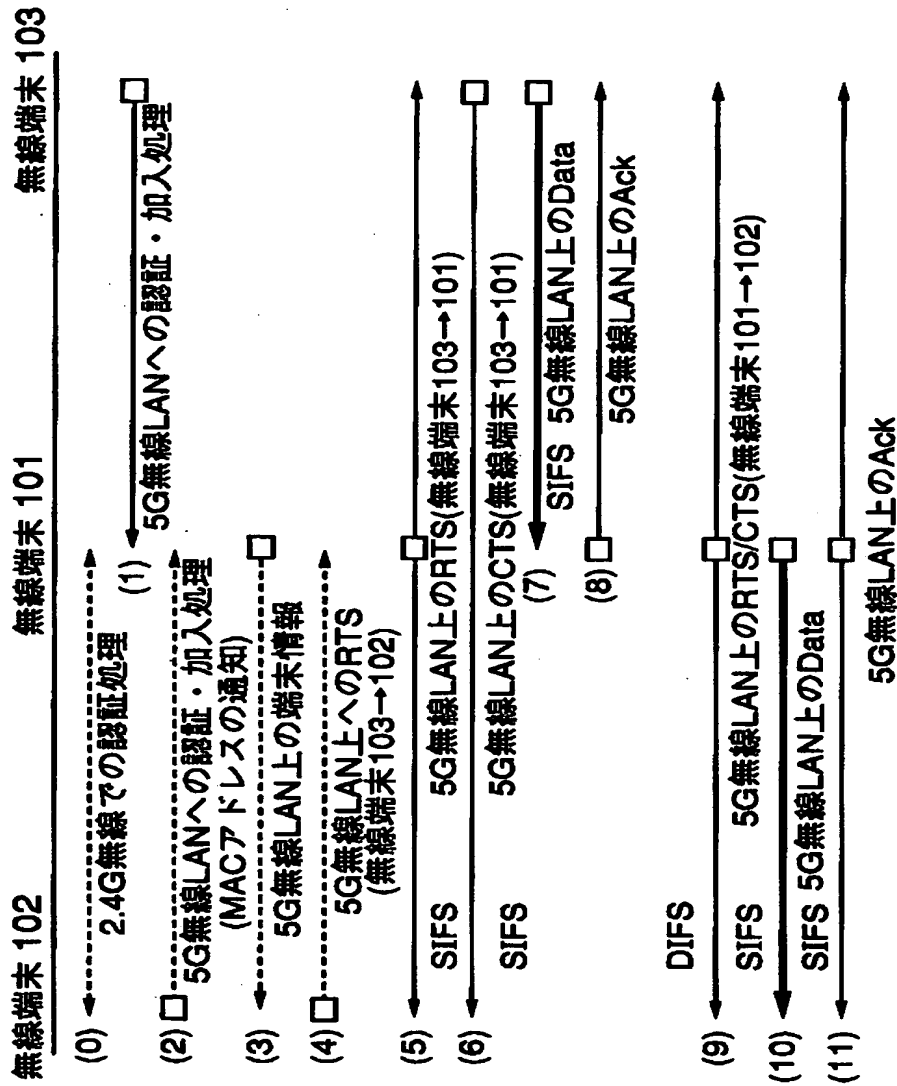 無線端末 102
無線端末 101
無線端末 103
(0)
2.4G無線での認証処理
(1)
5G無線LANへの認証・加入処理
(2)
5G無線LANへの認証・加入処理
(MACアドレスの通知)
(3)
5G無線LAN上の端末情報
(4)
5G無線LAN上へのRTS
(無線端末103→102)
(5)
SIFS
5G無線LAN上のRTS(無線端末103→101)
(6)
SIFS
5G無線LAN上のCTS(無線端末103→101)
(7)
SIFS 5G無線LAN上のData
(8)
5G無線LAN上のAck
DIFS
(9)
SIFS
5G無線LAN上のRTS/CTS(無線端末101→102)
(10)
SIFS 5G無線LAN上のData
(11)
5G無線LAN上のAck